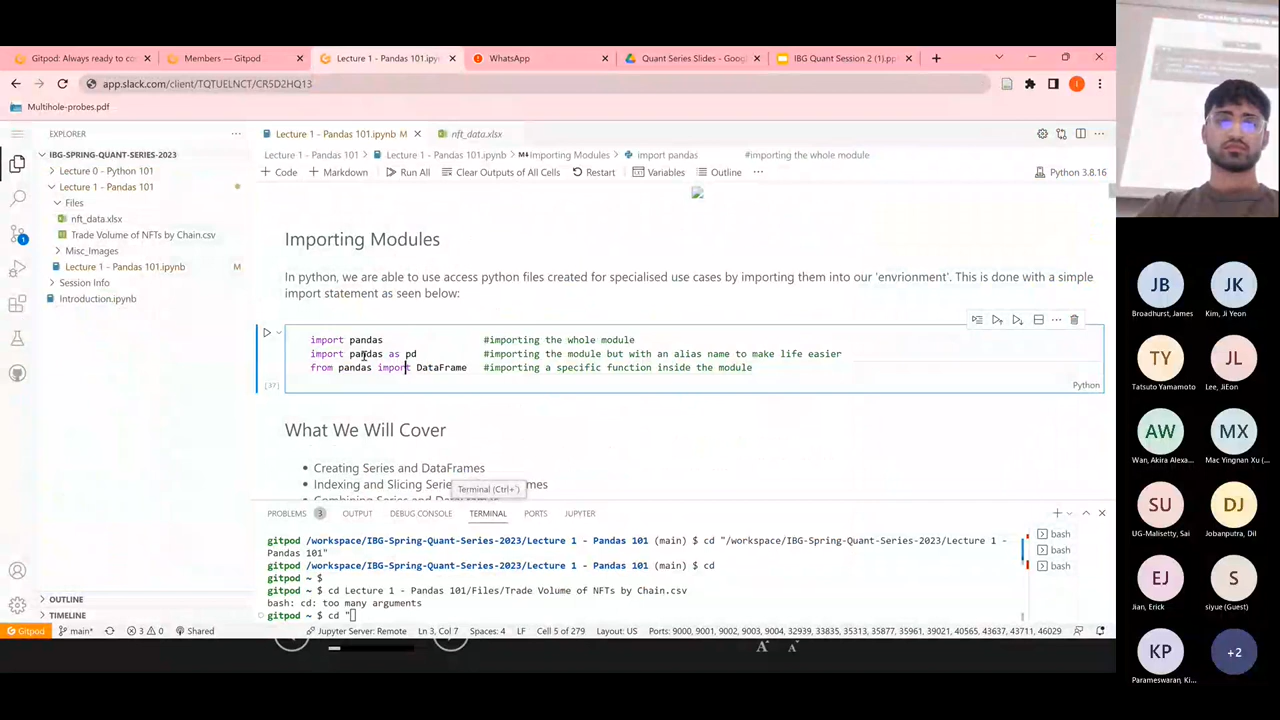 Gitpod: Always ready to co
Members — Gitpod
Lecture 1 - Pandas 101.ipynb
WhatsApp
Quant Series Slides - Goog
IBG Quant Session 2 (1).pp
app.slack.com/client/TQTUELNCT/CR5D2HQ13
Multihole-probes.pdf
EXPLORER
IBG-SPRING-QUANT-SERIES-2023
Lecture 0 - Python 101
Lecture 1 - Pandas 101
Files
nft_data.xlsx
Trade Volume of NFTs by Chain.csv
Misc_Images
Lecture 1 - Pandas 101.ipynb M
Session Info
Introduction.ipynb
OUTLINE
TIMELINE
Lecture 1 - Pandas 101.ipynb M
nft_data.xlsx
Lecture 1 - Pandas 101 > Lecture 1 - Pandas 101.ipynb > Importing Modules > import pandas #importing the whole module
+ Code + Markdown Run All Clear Outputs of All Cells Restart Variables Outline ... Python 3.8.16
Importing Modules
In python, we are able to use access python files created for specialised use cases by importing them into our 'envrionment'. This is done with a simple
import statement as seen below:
import pandas #importing the whole module
import pandas as pd #importing the module but with an alias name to make life easier
from pandas import DataFrame #importing a specific function inside the module
[37]
Python
What We Will Cover
• Creating Series and DataFrames
• Indexing and Slicing Serie
mes
Terminal (Ctrl+`)
PROBLEMS 3 OUTPUT DEBUG CONSOLE TERMINAL PORTS JUPYTER
gitpod /workspace/IBG-Spring-Quant-Series-2023/Lecture 1 - Pandas 101 (main) $ cd "/workspace/IBG-Spring-Quant-Series-2023/Lecture 1 -
Pandas 101"
gitpod /workspace/IBG-Spring-Quant-Series-2023/Lecture 1 - Pandas 101 (main) $ cd
gitpod ~ $
gitpod ~ $ cd Lecture 1 - Pandas 101/Files/Trade Volume of NFTs by Chain.csv
bash: cd: too many arguments
gitpod ~ $ cd "
bash
bash
bash
Gitpod main* 3 0 Shared Jupyter Server: Remote Ln 3, Col 7 Spaces: 4 LF Cell 5 of 279 Layout: US Ports: 9000, 9001, 9002, 9003, 9004, 32939, 33835, 35313, 35877, 35961, 39021, 40565, 43637, 43711, 46029
A A
JB
Broadhurst, James
JK
Kim, Ji Yeon
TY
Tatsuto Yamamoto
JL
Lee, JiEon
AW
Wan, Akira Alexa...
MX
Mac Yingnan Xu (...
SU
UG-Malisetty, Sai
DJ
Jobanputra, Dil
EJ
Jian, Erick
S
siyue (Guest)
KP
Parameswaran, Ki...
+2